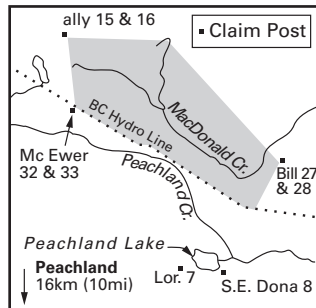 ally 15 & 16
Claim Post
MacDonald Cr.
BC Hydro Line
Mc Ewer
32 & 33
Peachland Cr.
Bill 27
& 28
Peachland Lake
Peachland
16km (10mi)
Lor. 7
S.E. Dona 8